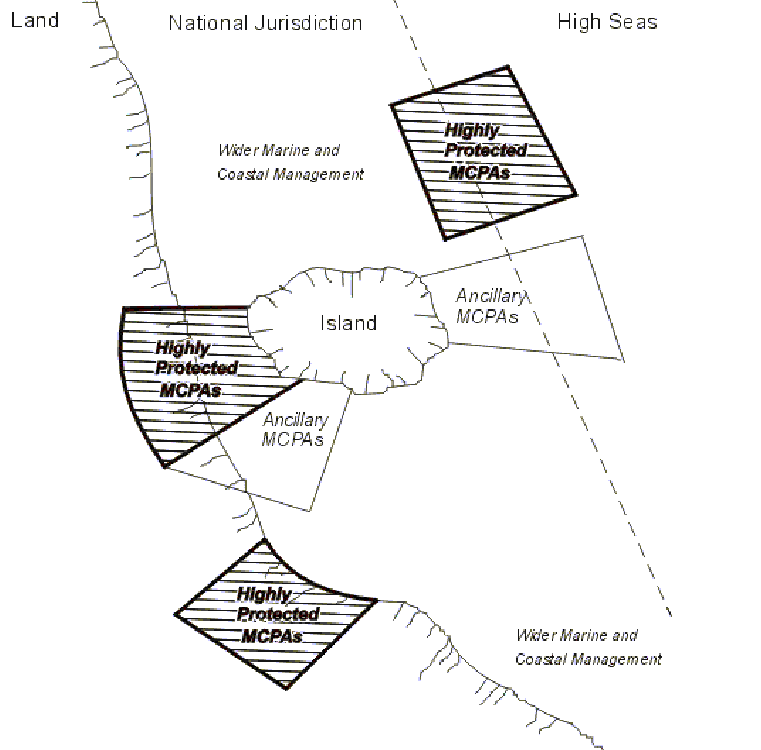 Land
National Jurisdiction
High Seas
Highly
Protected
MCPAs
Wider Marine and
Coastal Management
Ancillary
MCPAs
Island
Highly
Protected
MCPAs
Ancillary
MCPAs
Highly
Protected
MCPAs
Wider Marine and
Coastal Management